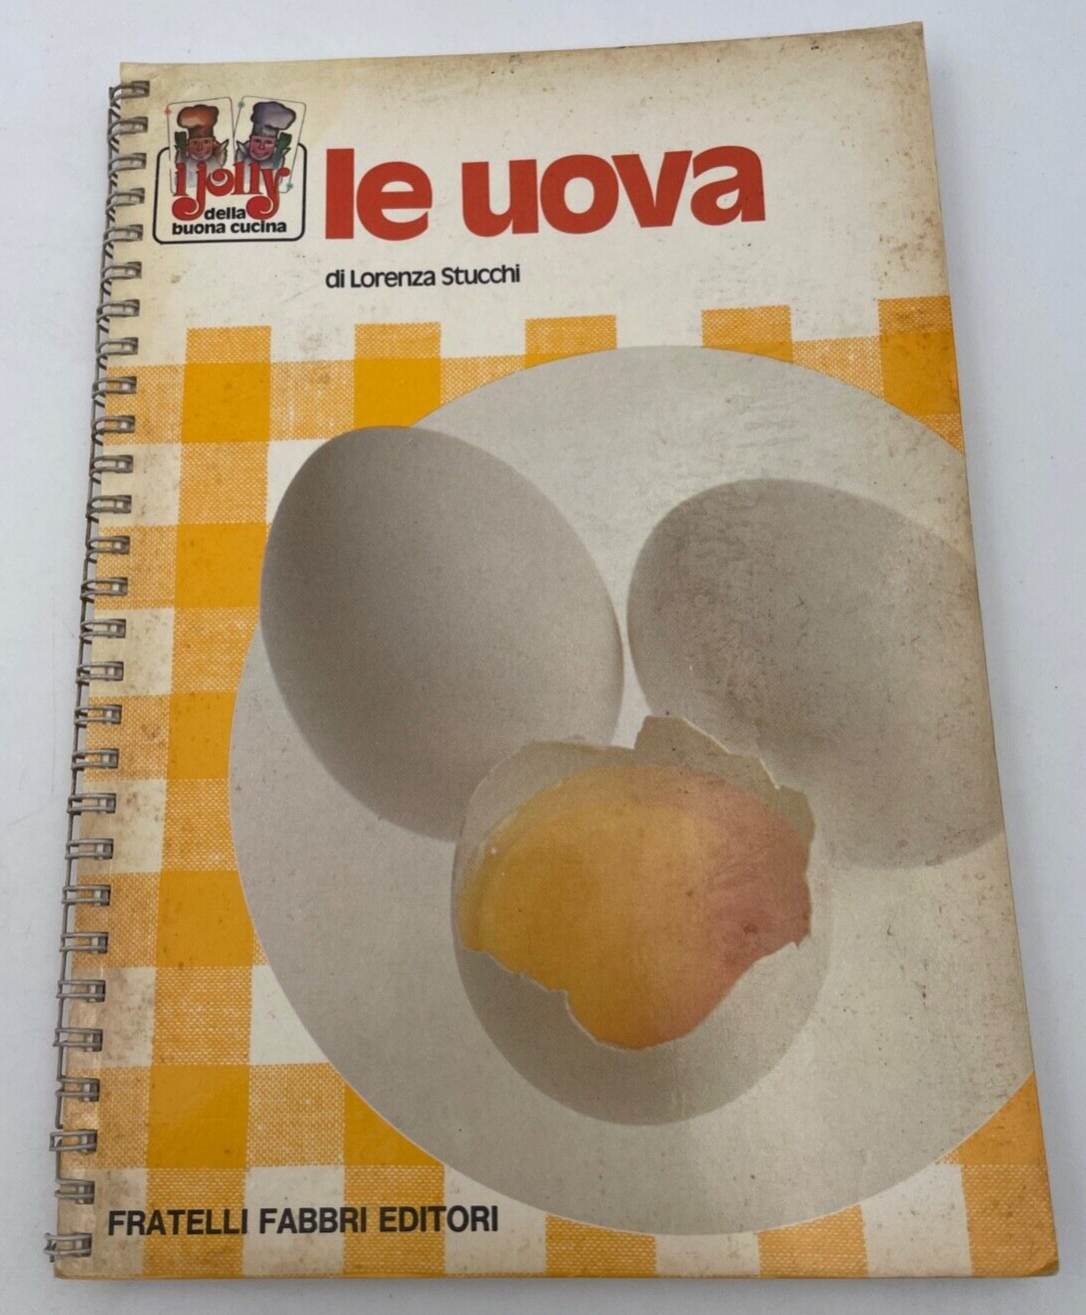 i jolly
della
buona cucina
le uova
di Lorenza Stucchi
FRATELLI FABBRI EDITORI